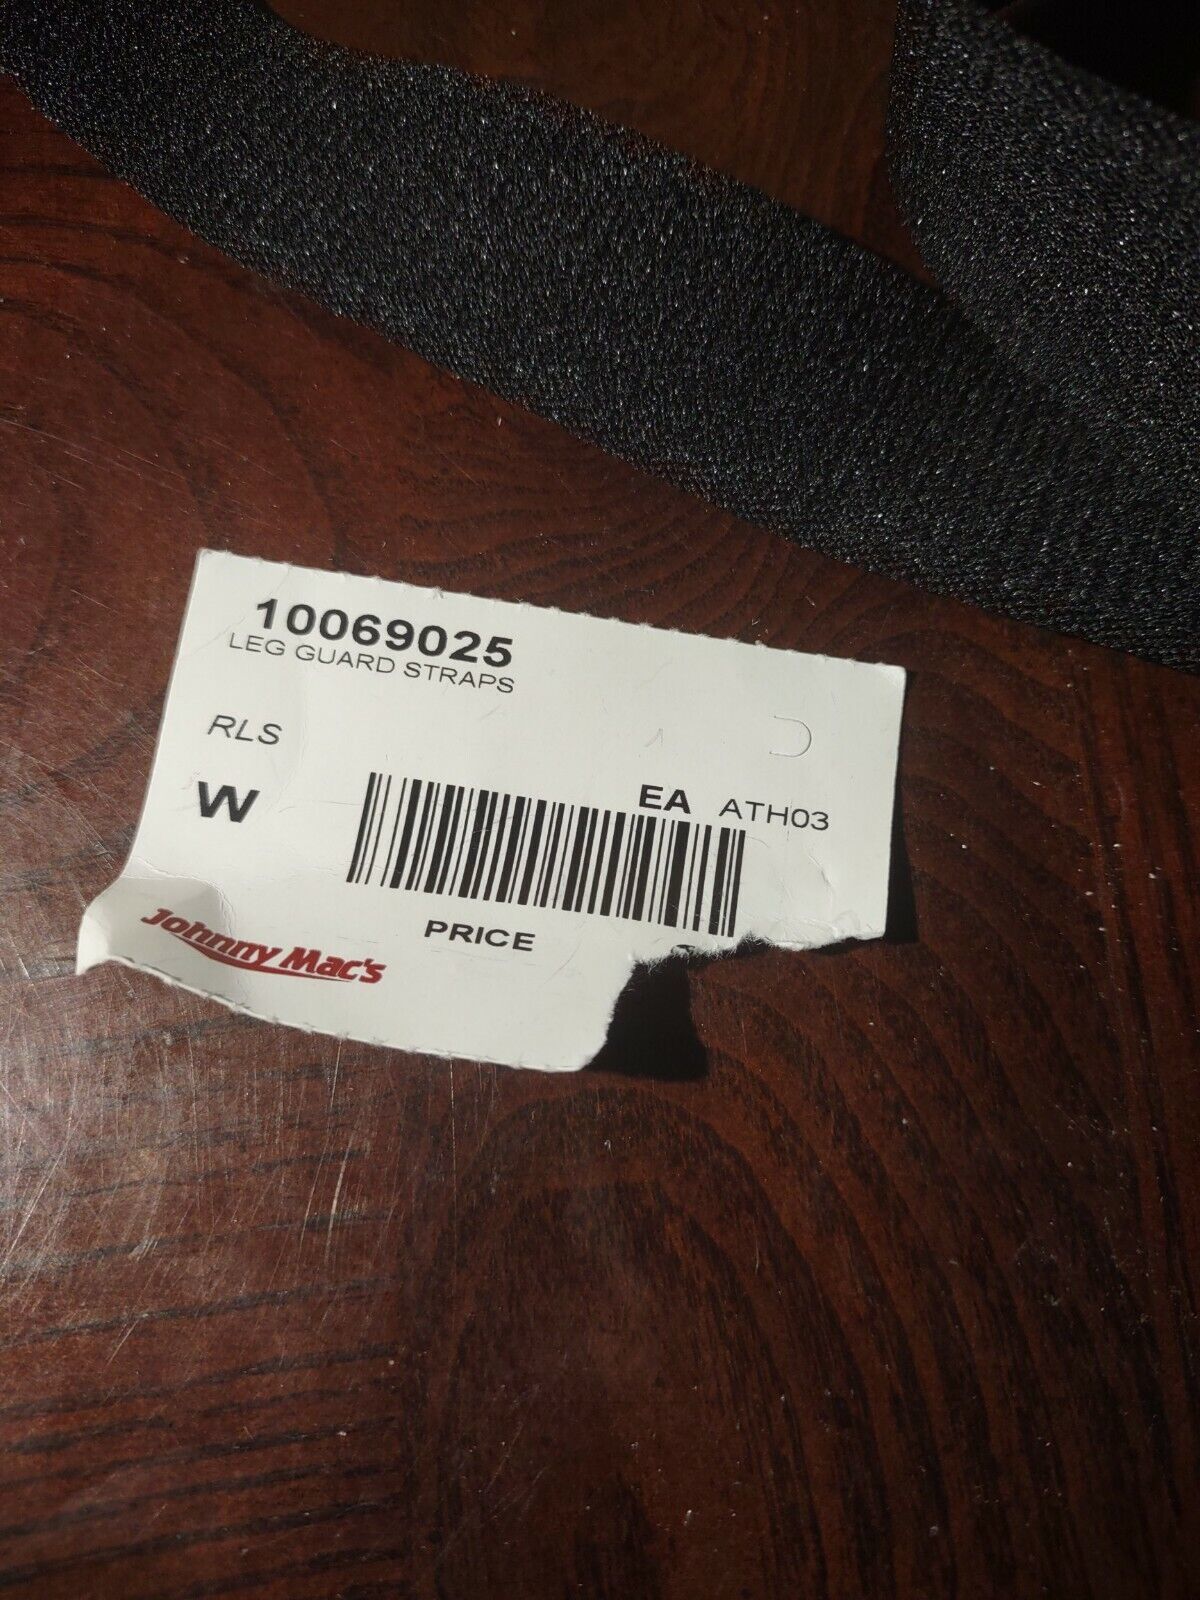 10069025
LEG GUARD STRAPS
RLS
W
EA ATH03
PRICE
Johnny Mac's